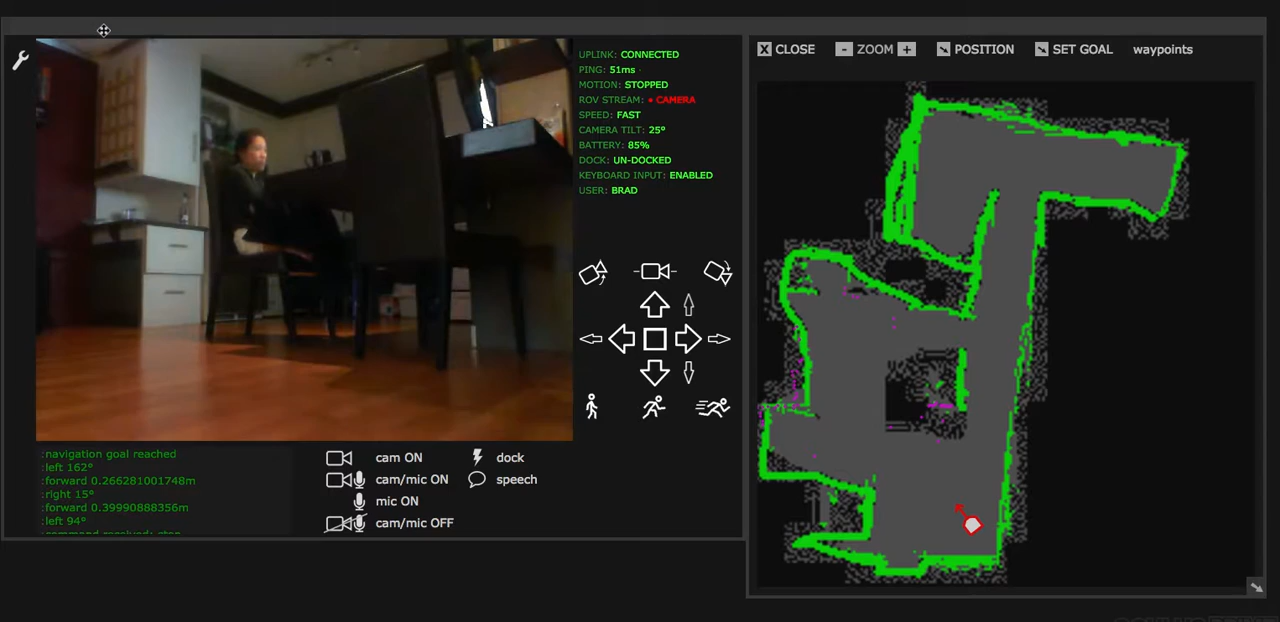 UPLINK: CONNECTED
PING: 51ms
MOTION: STOPPED
ROV STREAM: • CAMERA
SPEED: FAST
CAMERA TILT: 25°
BATTERY: 85%
DOCK: UN-DOCKED
KEYBOARD INPUT: ENABLED
USER: BRAD
X CLOSE - ZOOM + POSITION SET GOAL waypoints
:navigation goal reached
:left 162°
:forward 0.266281001748m
:right 15°
:forward 0.39990888356m
:left 94°
:command received: stop
cam ON
cam/mic ON
mic ON
cam/mic OFF
dock
speech